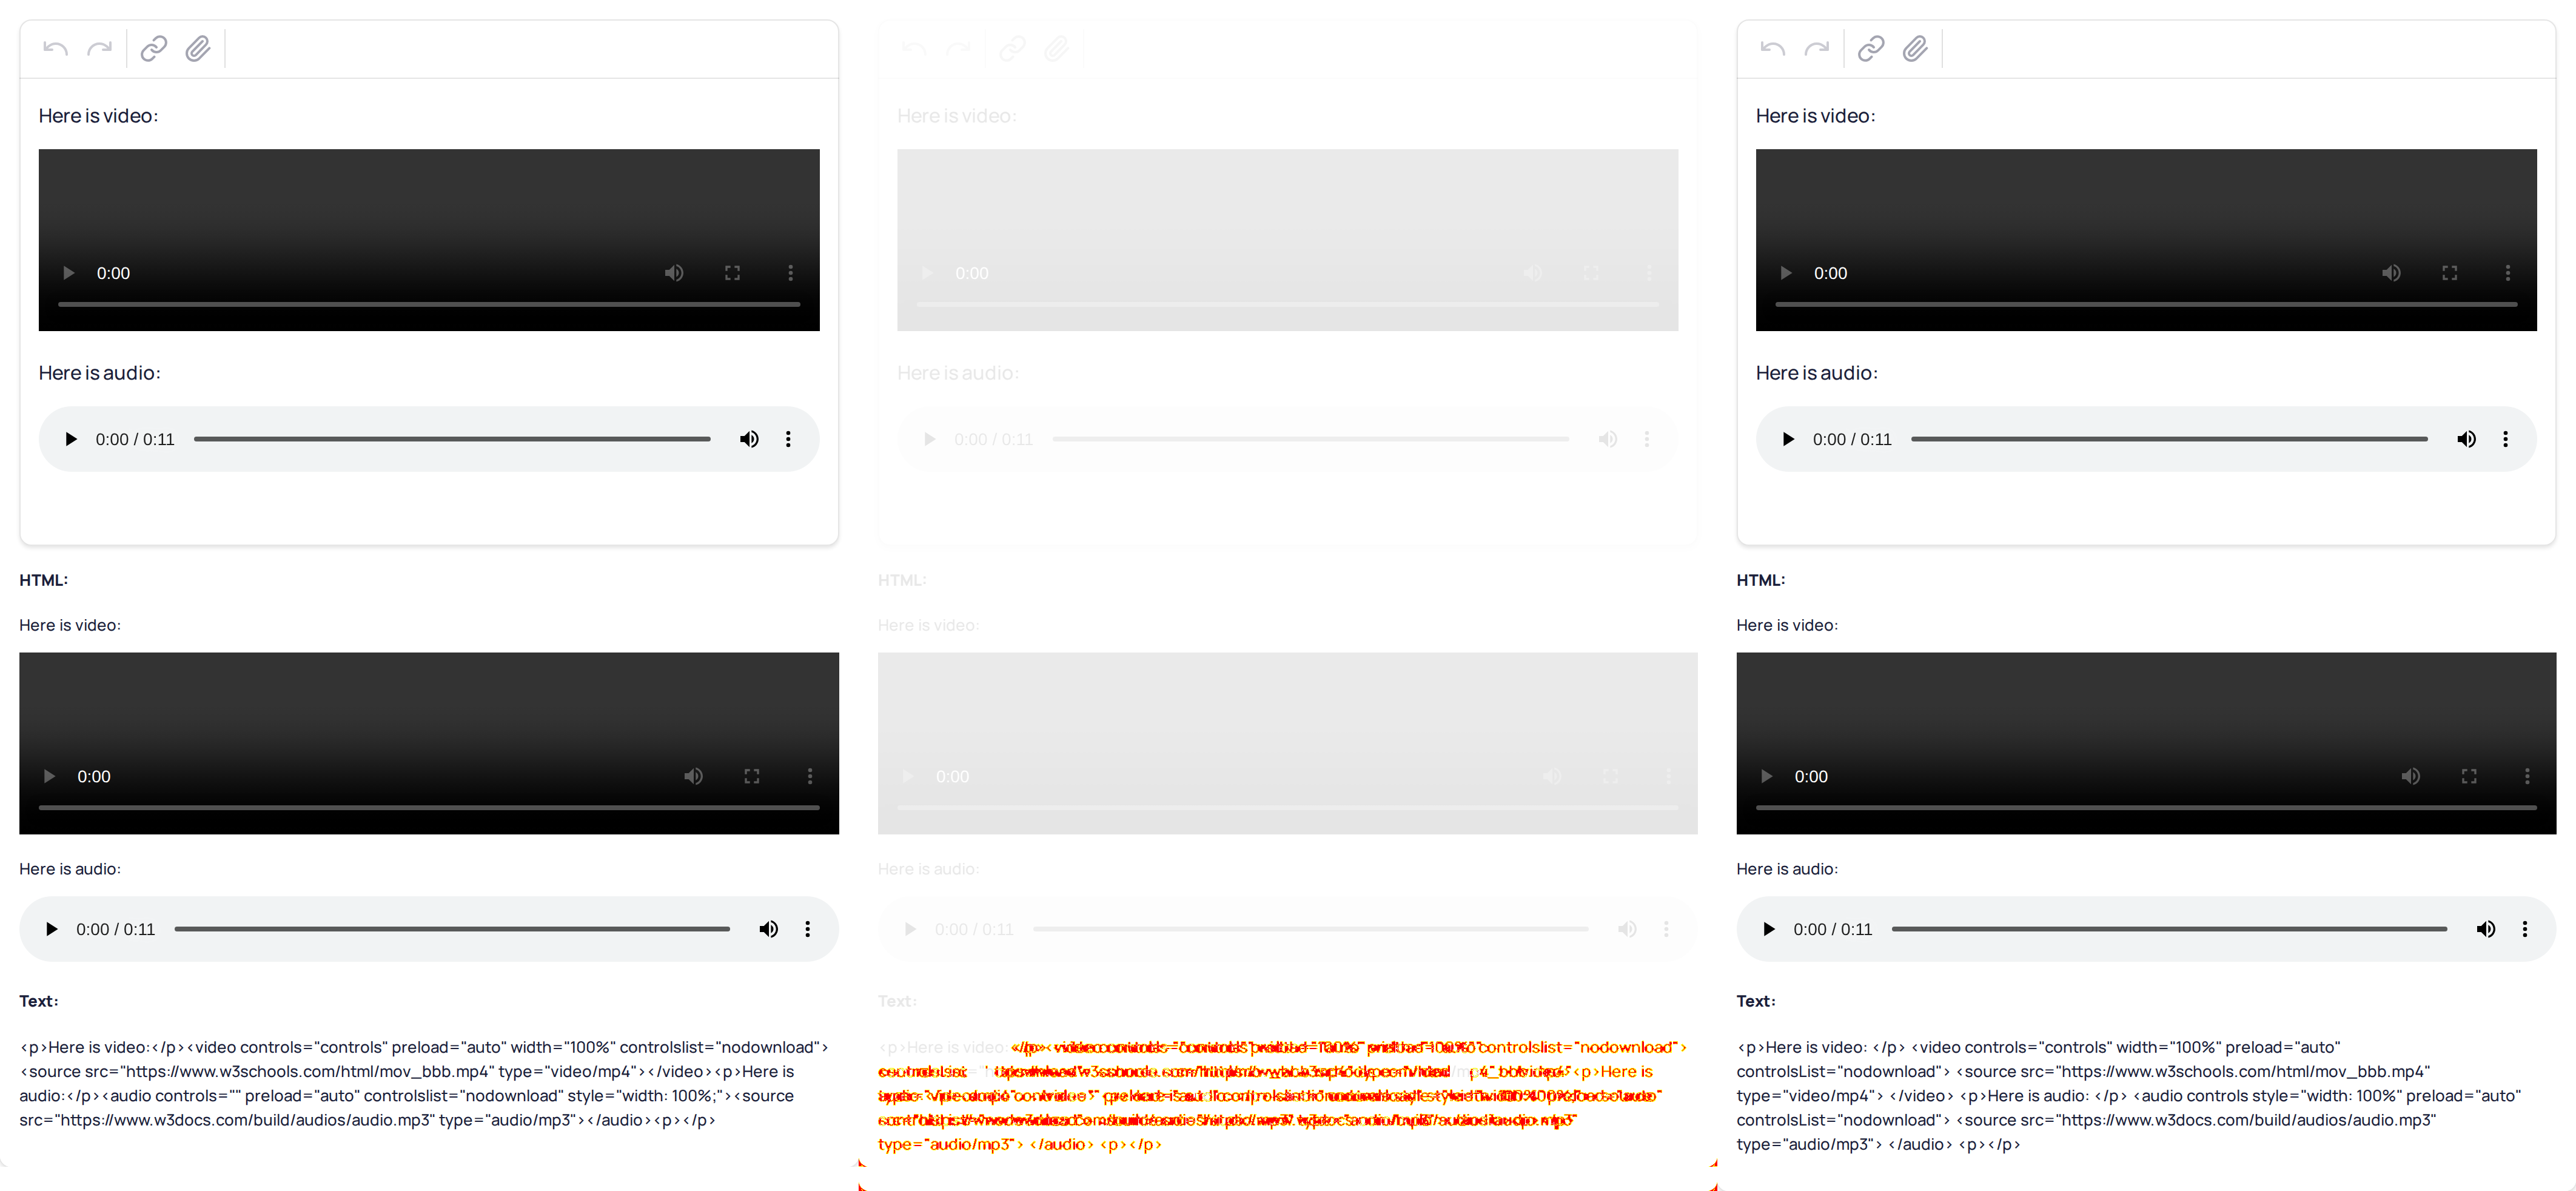 Here is video:
0:00
Here is audio:
0:00 / 0:11
HTML:
Here is video:
0:00
Here is audio:
0:00 / 0:11
Text:
<p>Here is video:</p><video controls="controls" preload="auto" width="100%" controlslist="nodownload">
<source src="https://www.w3schools.com/html/mov_bbb.mp4" type="video/mp4"></video><p>Here is
audio:</p><audio controls="" preload="auto" controlslist="nodownload" style="width: 100%;"><source
src="https://www.w3docs.com/build/audios/audio.mp3" type="audio/mp3"></audio><p></p>
Here is video:
0:00
Here is audio:
0:00 / 0:11
HTML:
Here is video:
0:00
Here is audio:
0:00 / 0:11
Text:
<p>Here is video: controlslist="nodownload">
<p>Here is
type="audio/mp3"> </audio> <p></p>
Here is video:
0:00
Here is audio:
0:00 / 0:11
HTML:
Here is video:
0:00
Here is audio:
0:00 / 0:11
Text:
<p>Here is video: </p> <video controls="controls" width="100%" preload="auto"
controlsList="nodownload"> <source src="https://www.w3schools.com/html/mov_bbb.mp4"
type="video/mp4"> </video> <p>Here is audio: </p> <audio controls style="width: 100%" preload="auto"
controlsList="nodownload"> <source src="https://www.w3docs.com/build/audios/audio.mp3"
type="audio/mp3"> </audio> <p></p>